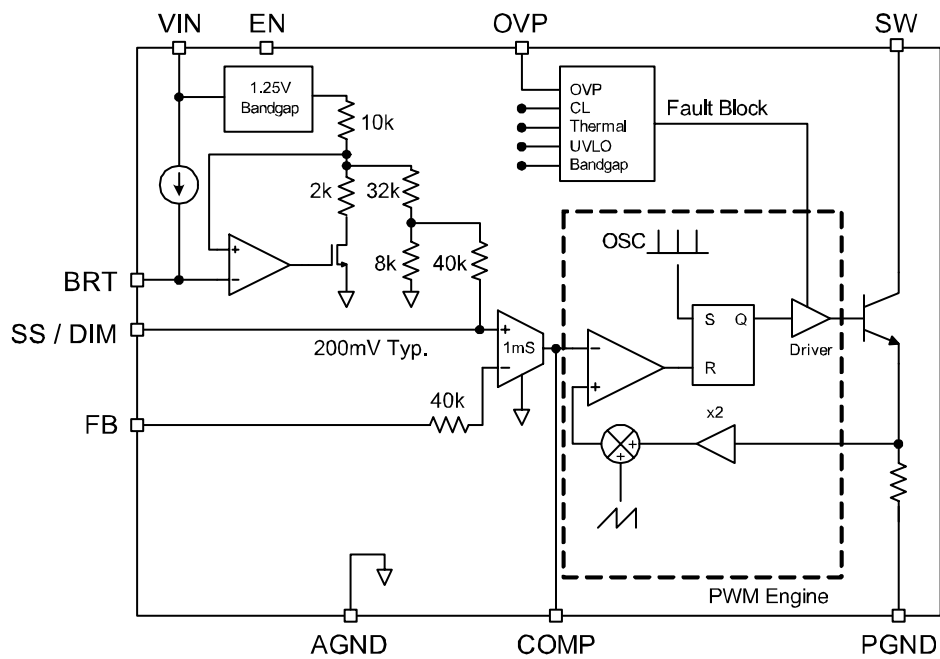 VIN EN OVP SW
1.25V
Bandgap
10k
OVP
CL
Thermal
UVLO
Bandgap
Fault Block
2k 32k
+
-
8k 40k
OSC
BRT
SS / DIM
200mV Typ.
+
1mS
-
-
+
S Q
R
Driver
FB
40k
x2
+
+
PWM Engine
AGND COMP PGND